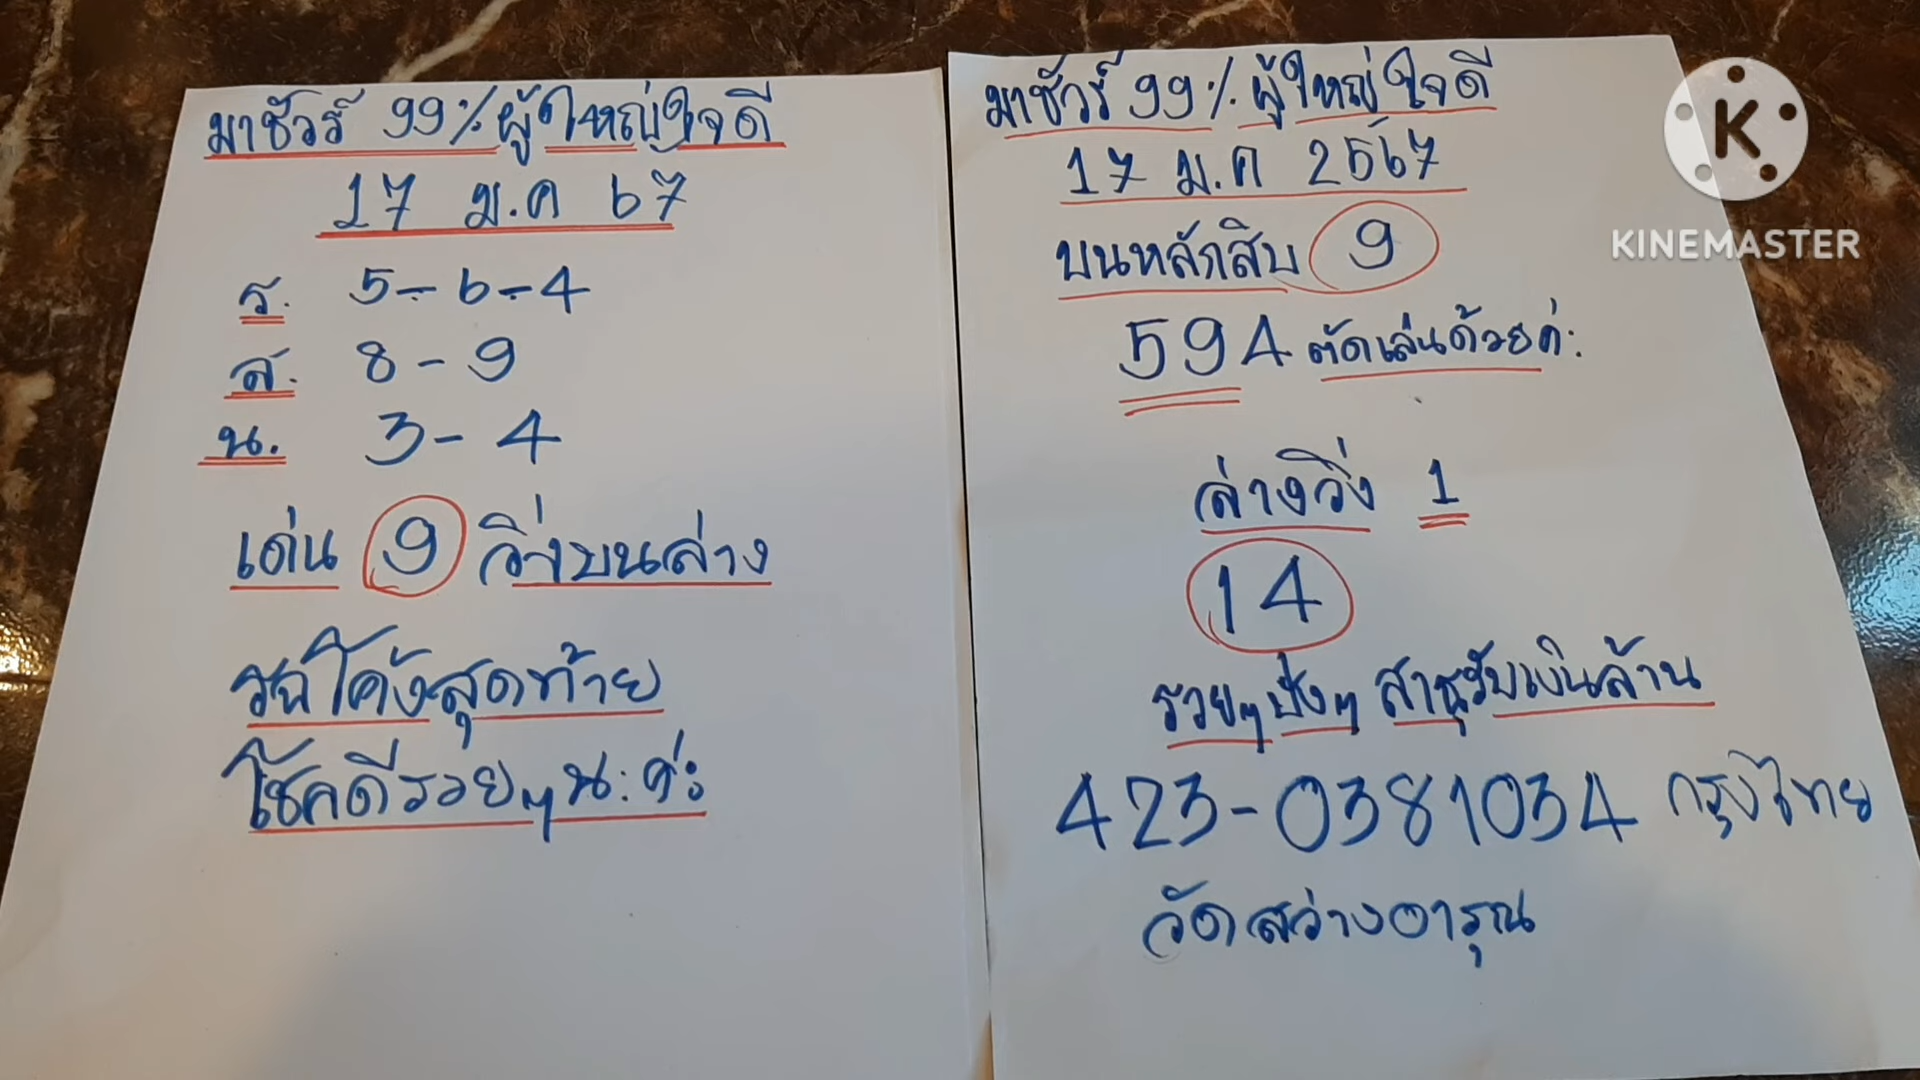 มาชัวร์ 99% ผู้ใหญ่ใจดี
17 ม.ค 67
ร. 5-6-4
ส. 8-9
น. 3-4
เด่น 9 วิ่งบนล่าง
รถโค้งสุดท้าย
โช๊คดีรวยๆนะค่ะ
มาชัวร์ 99% ผู้ใหญ่ใจดี
17 ม.ค 2567
บนหลักสิบ 9
594 ตัดเล่นด้วยค่ะ
ล่างวิ่ง 1
14
รวยๆปังๆ สาธุรับเงินล้าน
423-0381034 กรุงไทย
วัดสว่างอารุณ
K
KINEMASTER